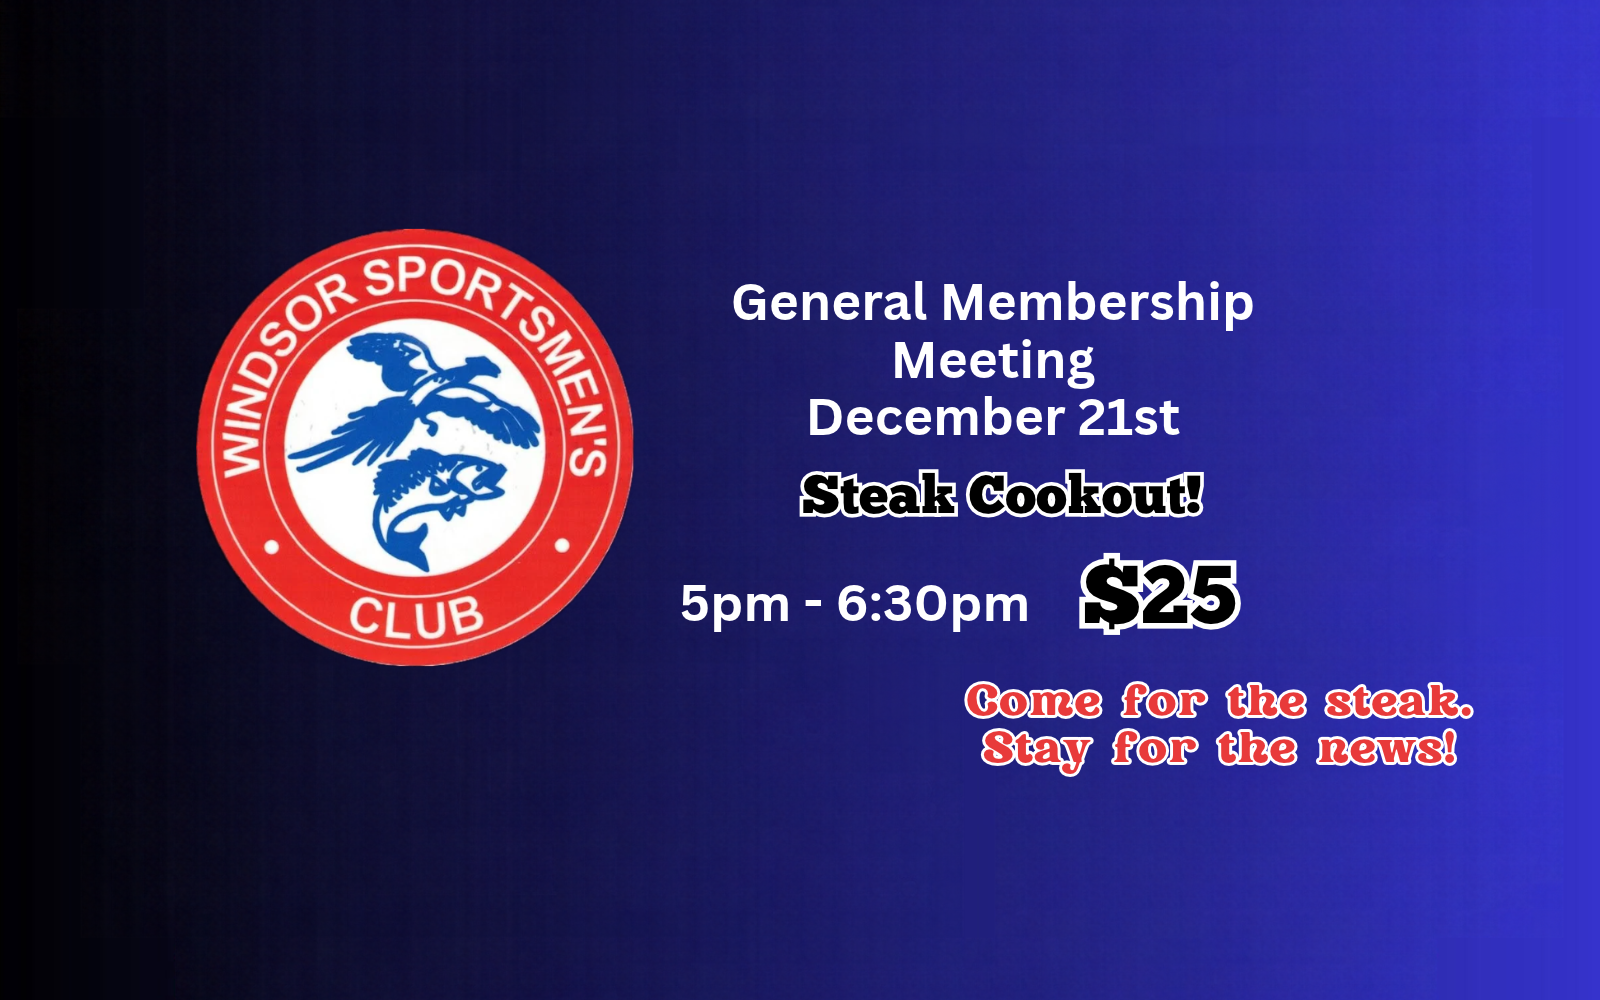 WINDSOR SPORTSMEN'S
CLUB
General Membership
Meeting
December 21st
Steak Cookout!
5pm - 6:30pm $25
Come for the steak.
Stay for the news!